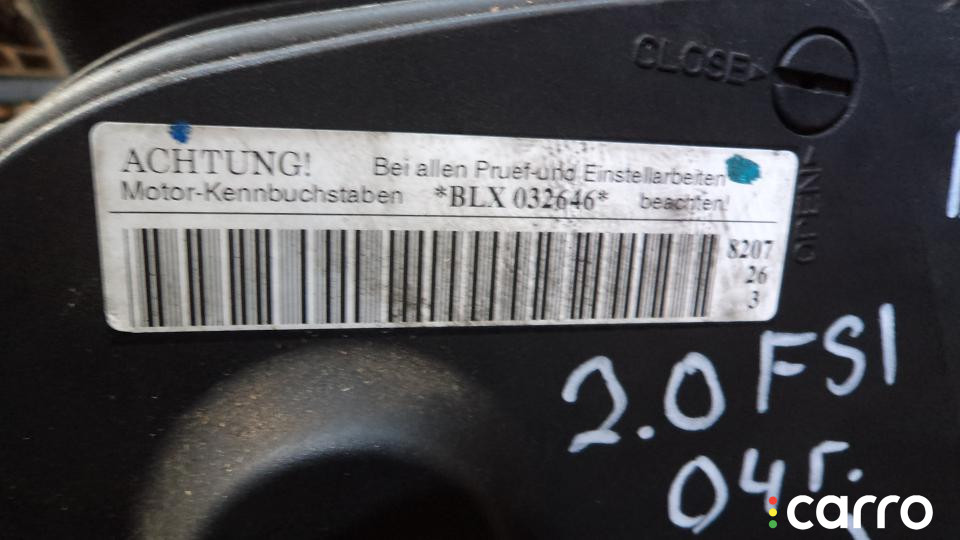 CLOSE
OPEN
ACHTUNG! Bei allen Pruef-und Einstellarbeiten
Motor-Kennbuchstaben *BLX 032646* beachten!
8207
26
3
2.0 FSI
04г.
carro